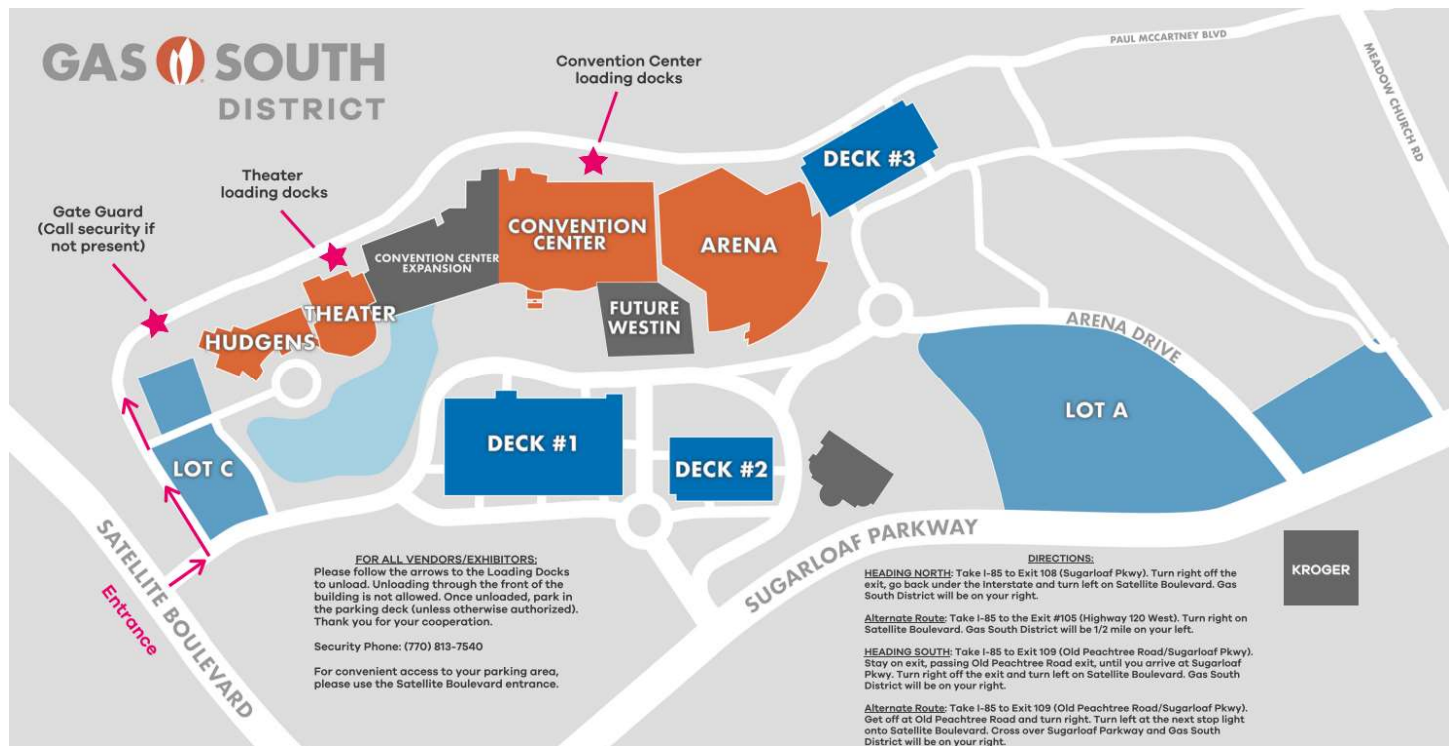 GAS SOUTH
DISTRICT
Convention Center
loading docks
Theater
loading docks
Gate Guard
(Call security if
not present)
PAUL MCCARTNEY BLVD
MEADOW CHURCH RD
DECK #3
CONVENTION
CENTER
ARENA
CONVENTION CENTER
EXPANSION
THEATER
HUDGENS
FUTURE
WESTIN
ARENA DRIVE
LOT A
DECK #1
DECK #2
LOT C
SATELLITE BOULEVARD
Entrance
SUGARLOAF PARKWAY
KROGER
FOR ALL VENDORS/EXHIBITORS:
Please follow the arrows to the Loading Docks
to unload. Unloading through the front of the
building is not allowed. Once unloaded, park in
the parking deck (unless otherwise authorized).
Thank you for your cooperation.
Security Phone: (770) 813-7540
For convenient access to your parking area,
please use the Satellite Boulevard entrance.
DIRECTIONS:
HEADING NORTH: Take I-85 to Exit 108 (Sugarloaf Pkwy). Turn right off the
exit, go back under the Interstate and turn left on Satellite Boulevard. Gas
South District will be on your right.
Alternate Route: Take I-85 to the Exit #105 (Highway 120 West). Turn right on
Satellite Boulevard. Gas South District will be 1/2 mile on your left.
HEADING SOUTH: Take I-85 to Exit 109 (Old Peachtree Road/Sugarloaf Pkwy).
Stay on exit, passing Old Peachtree Road exit, until you arrive at Sugarloaf
Pkwy. Turn right off the exit and turn left on Satellite Boulevard. Gas South
District will be on your right.
Alternate Route: Take I-85 to Exit 109 (Old Peachtree Road/Sugarloaf Pkwy).
Get off at Old Peachtree Road and turn right. Turn left at the next stop light
onto Satellite Boulevard. Cross over Sugarloaf Parkway and Gas South
District will be on your right.